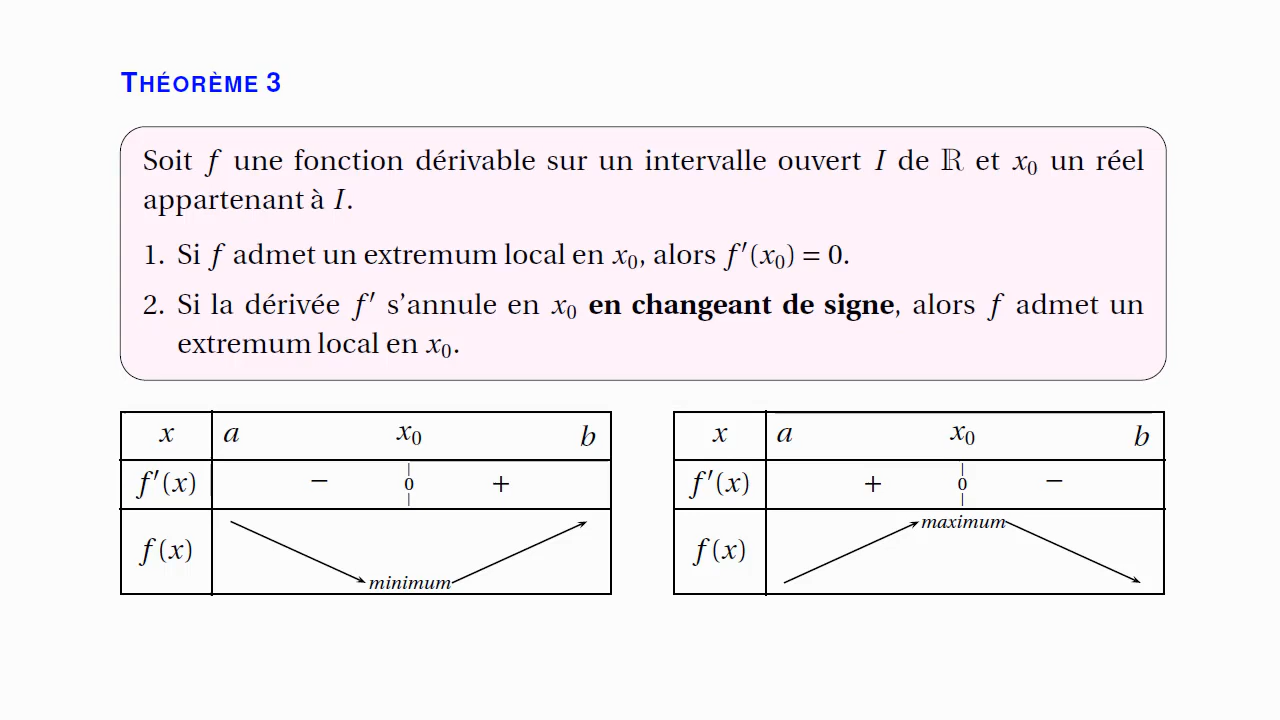 THÉORÈME 3
Soit f une fonction dérivable sur un intervalle ouvert I de ℝ et x₀ un réel
appartenant à I.
1. Si f admet un extremum local en x₀, alors f′(x₀) = 0.
2. Si la dérivée f′ s’annule en x₀ en changeant de signe, alors f admet un
extremum local en x₀.
x a x₀ b
f′(x) − 0 +
f(x) minimum
x a x₀ b
f′(x) + 0 −
f(x) maximum